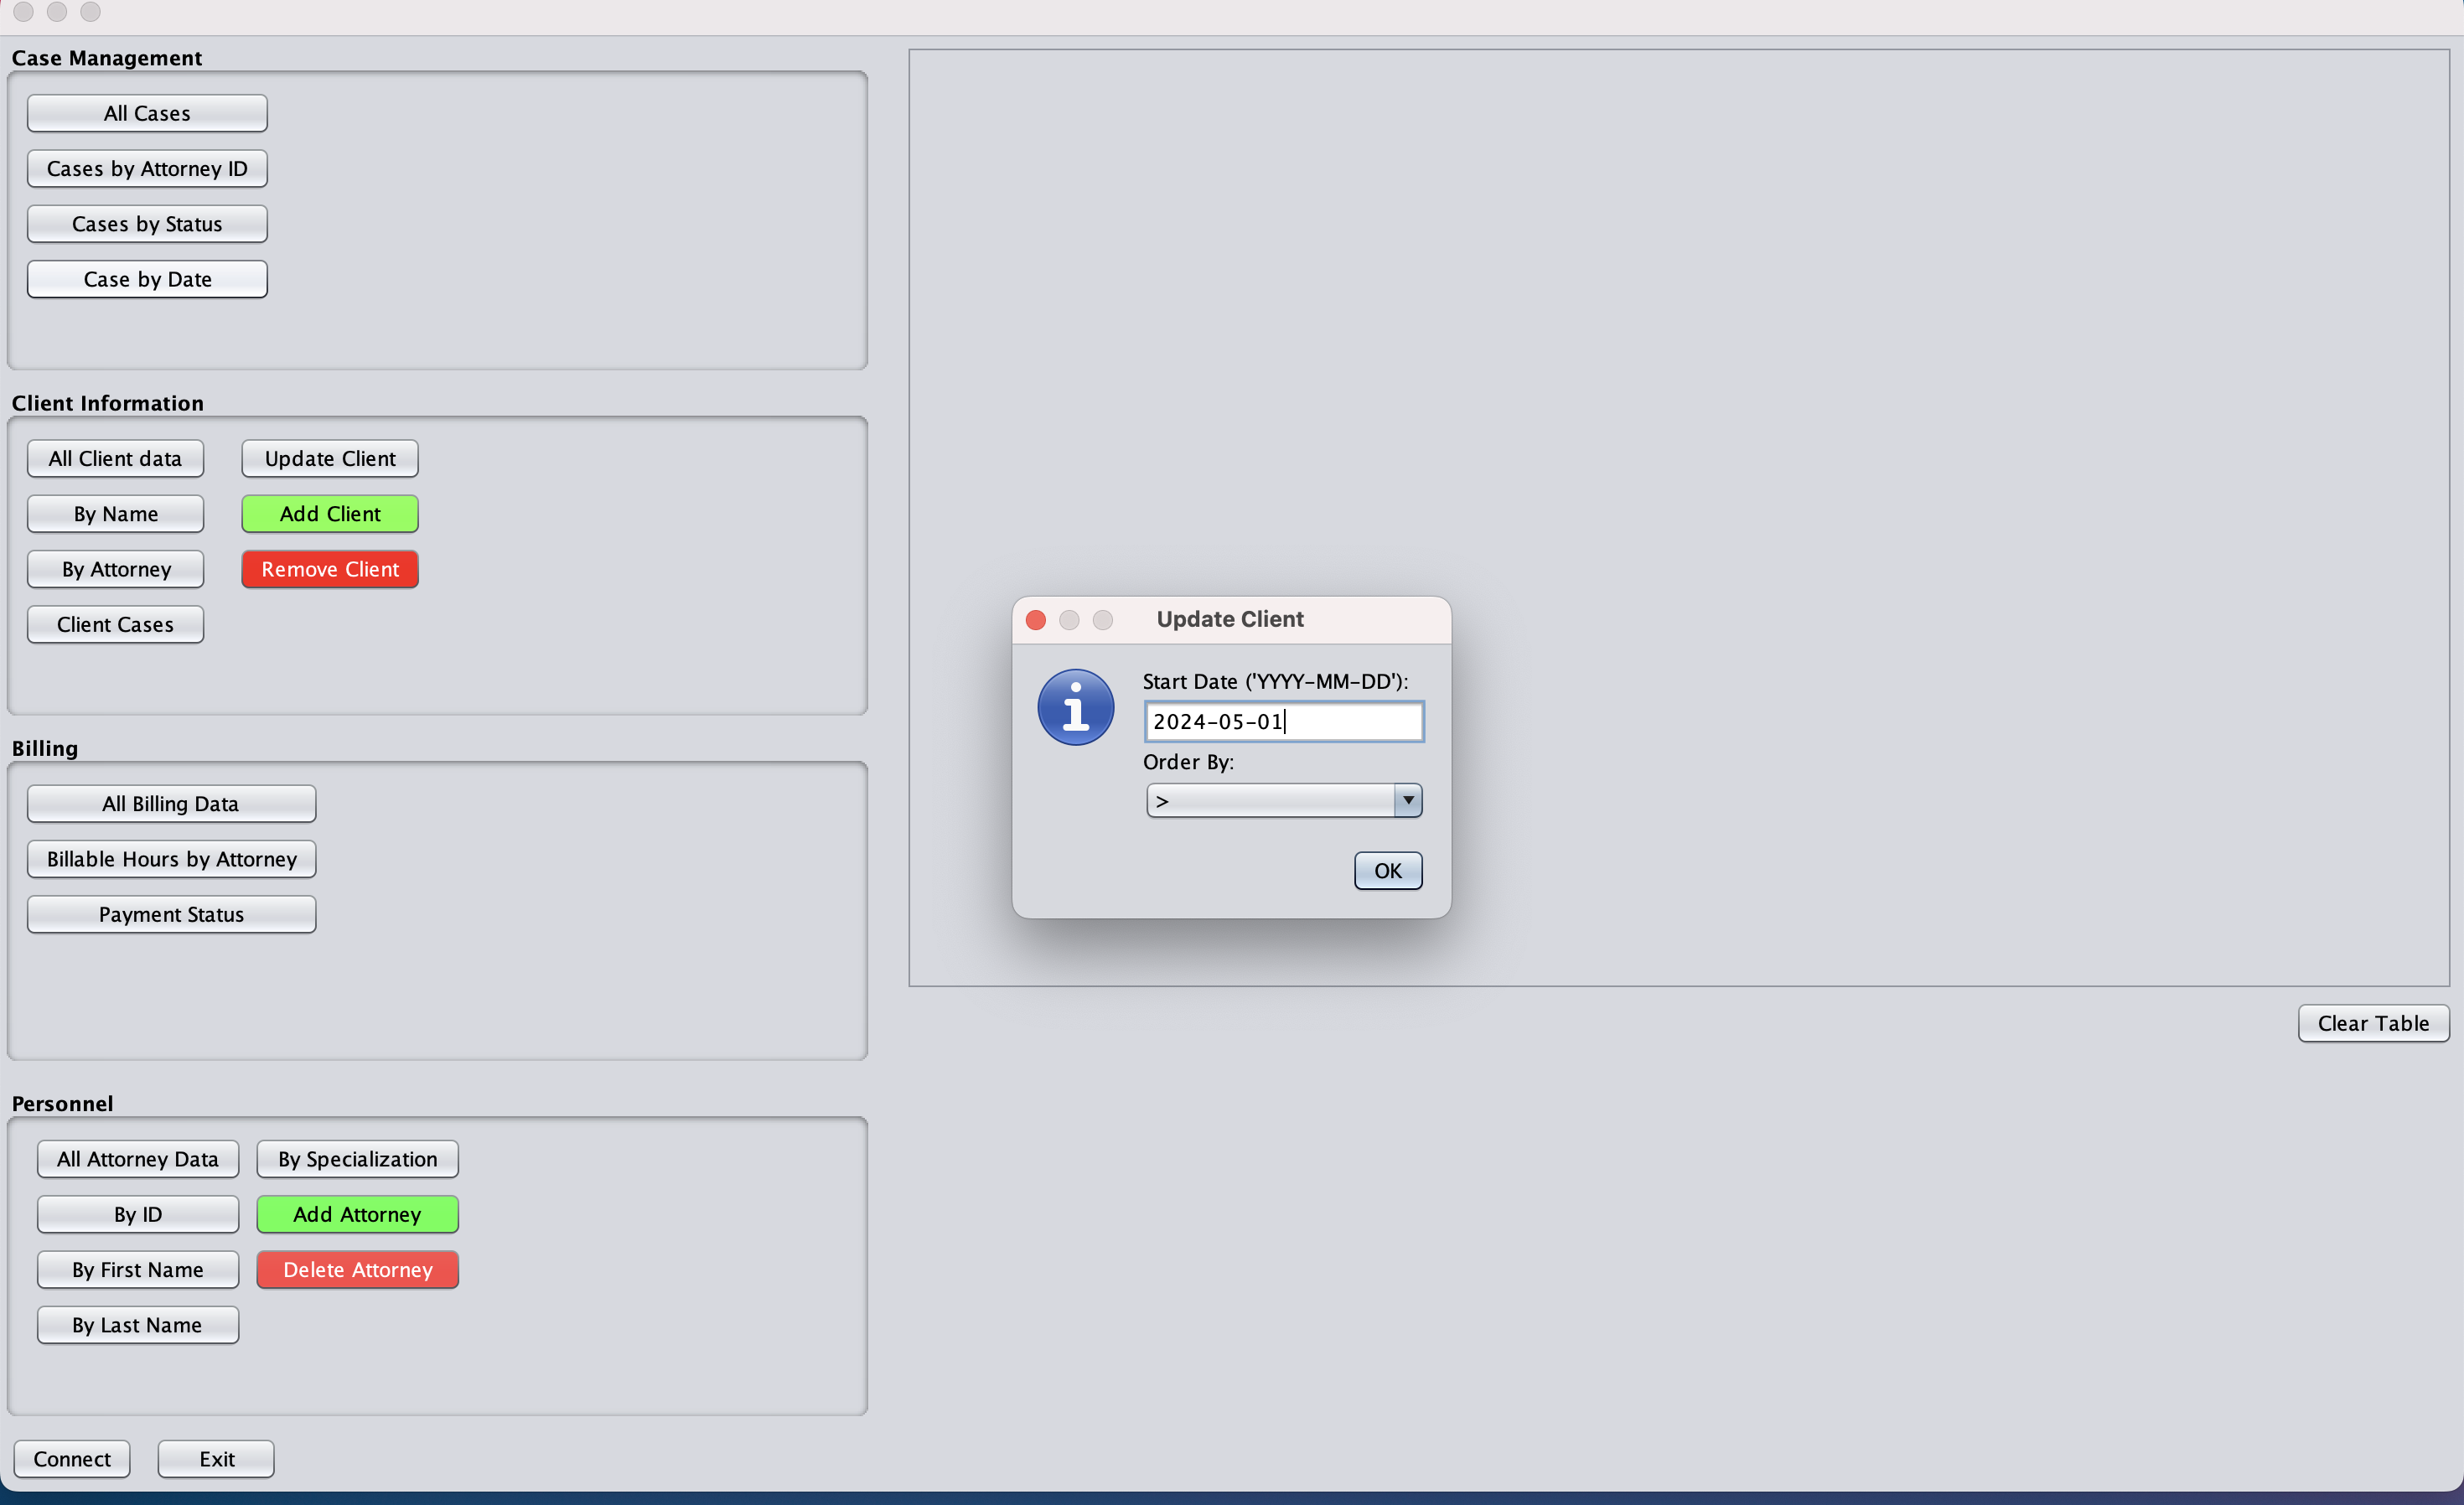 Case Management
All Cases
Cases by Attorney ID
Cases by Status
Case by Date
Client Information
All Client data
Update Client
By Name
Add Client
By Attorney
Remove Client
Client Cases
Billing
All Billing Data
Billable Hours by Attorney
Payment Status
Personnel
All Attorney Data
By Specialization
By ID
Add Attorney
By First Name
Delete Attorney
By Last Name
Connect
Exit
Update Client
Start Date ('YYYY-MM-DD'):
2024-05-01
Order By:
>
OK
Clear Table